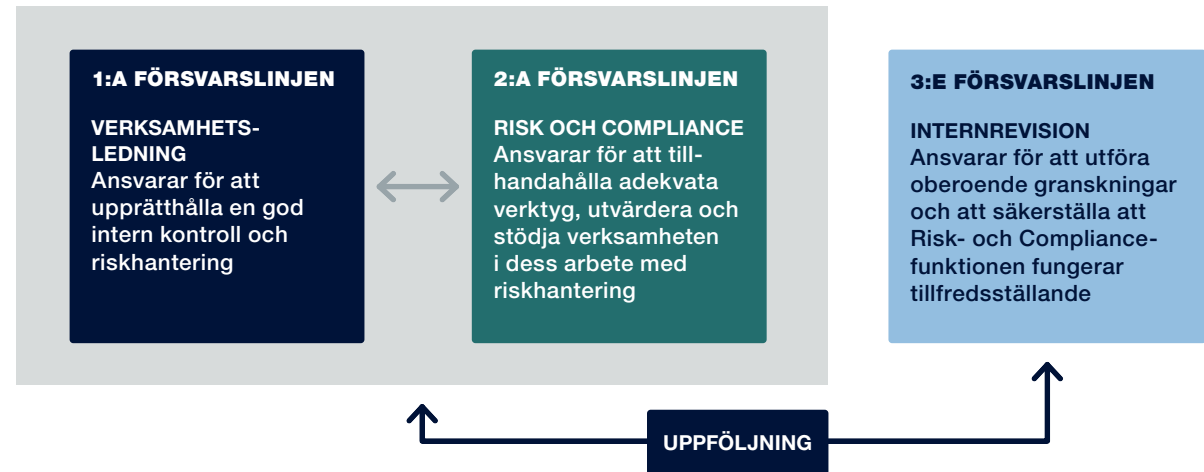 1:A FÖRSVARSLINJEN
VERKSAMHETS-
LEDNING
Ansvarar för att
upprätthålla en god
intern kontroll och
riskhantering
2:A FÖRSVARSLINJEN
RISK OCH COMPLIANCE
Ansvarar för att till-
handahålla adekvata
verktyg, utvärdera och
stödja verksamheten
i dess arbete med
riskhantering
3:E FÖRSVARSLINJEN
INTERNREVISION
Ansvarar för att utföra
oberoende granskningar
och att säkerställa att
Risk- och Compliance-
funktionen fungerar
tillfredsställande
UPPFÖLJNING